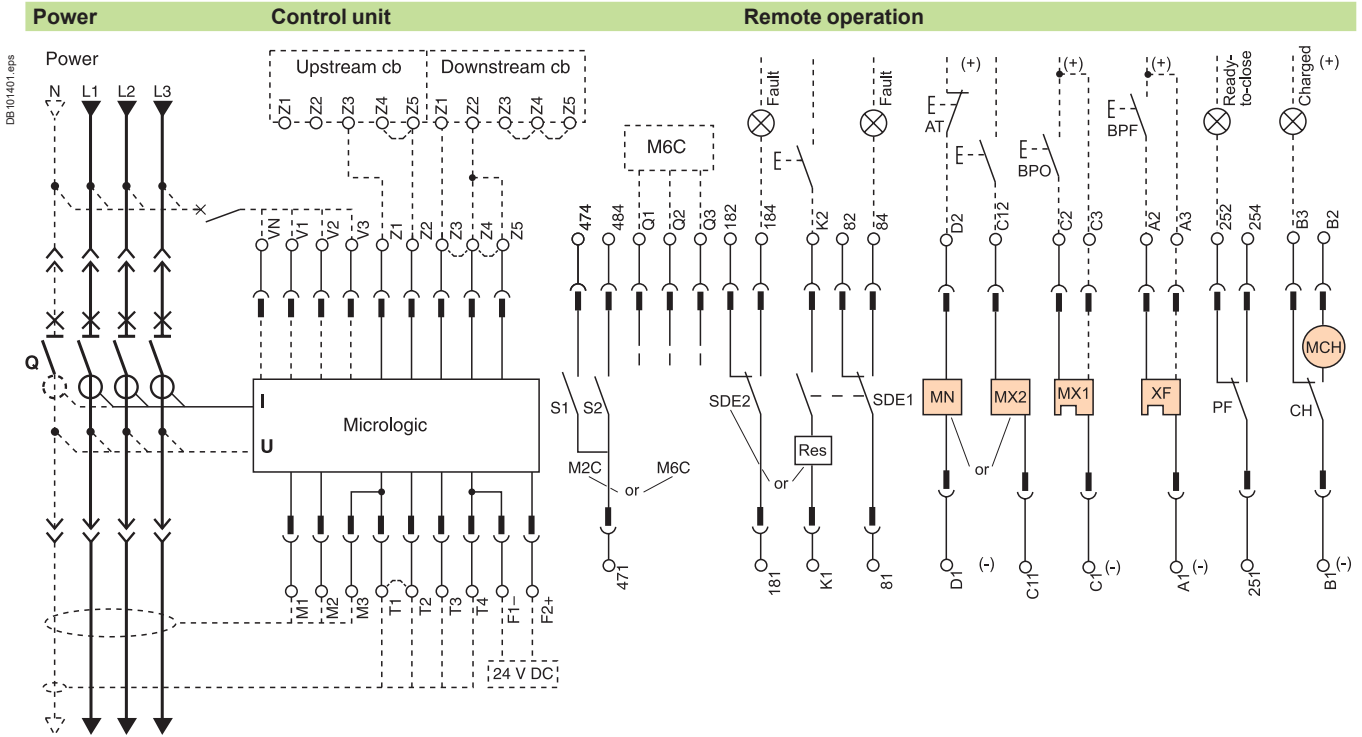 Power Control unit Remote operation
DB101401.eps
Power
N L1 L2 L3
Upstream cb Downstream cb
Z1 Z2 Z3 Z4 Z5 Z1 Z2 Z3 Z4 Z5
M6C
Fault
Fault
AT
(+)
BPO
(+)
BPF
(+)
Ready-
to-close
Charged
(+)
VN V1 V2 V3 Z1 Z2 Z3 Z4 Z5
474 484 Q1 Q2 Q3 182 184 K2 82 84 D2 C12 C2 C3 A2 A3 252 254 B3 B2
Q
I
U
Micrologic
S1 S2
M2C or M6C
SDE2
or
Res
SDE1
MN
or
MX2
MX1
XF
PF
CH
MCH
M1 M2 M3 T1 T2 T3 T4 F1– F2+
24 V DC
471 181 K1 81 D1 (-) C11 C1 (-) A1 (-) 251 B1 (-)